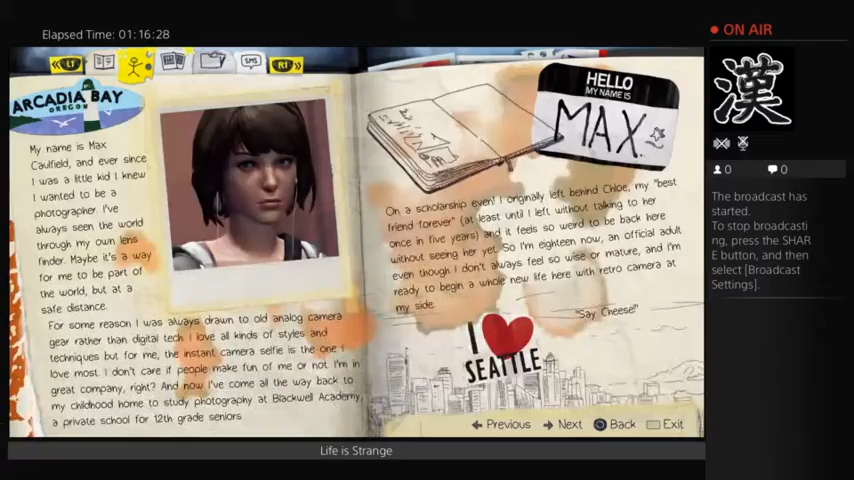 Elapsed Time: 01:16:28
ON AIR
LT
SMS
R1
ARCADIA BAY
OREGON
My name is Max
Caulfield, and ever since
I was a little kid I knew
I wanted to be a
photographer. I've
always seen the world
through my own lens
finder. Maybe it's a way
for me to be part of
the world, but at a
safe distance.
For some reason I was always drawn to old analog camera
gear rather than digital tech I love all kinds of styles and
techniques but for me, the instant camera selfie is the one I
love most. I don't care if people make fun of me or not I'm in
great company, right? And now I've come all the way back to
my childhood home to study photography at Blackwell Academy,
a private school for 12th grade seniors
HELLO
MY NAME IS
MAX.
On a scholarship even! I originally left behind Chloe, my "best
friend forever" (at least until I left without talking to her
once in five years) and it feels so weird to be back here
without seeing her yet. So I'm eighteen now, an official adult
even though I don't always feel so wise or mature, and I'm
ready to begin a whole new life here with retro camera at
my side.
"Say Cheese!"
I
SEATTLE
Previous
Next
Back
Exit
Life is Strange
漢
0
0
The broadcast has
started.
To stop broadcasti
ng, press the SHAR
E button, and then
select [Broadcast
Settings].